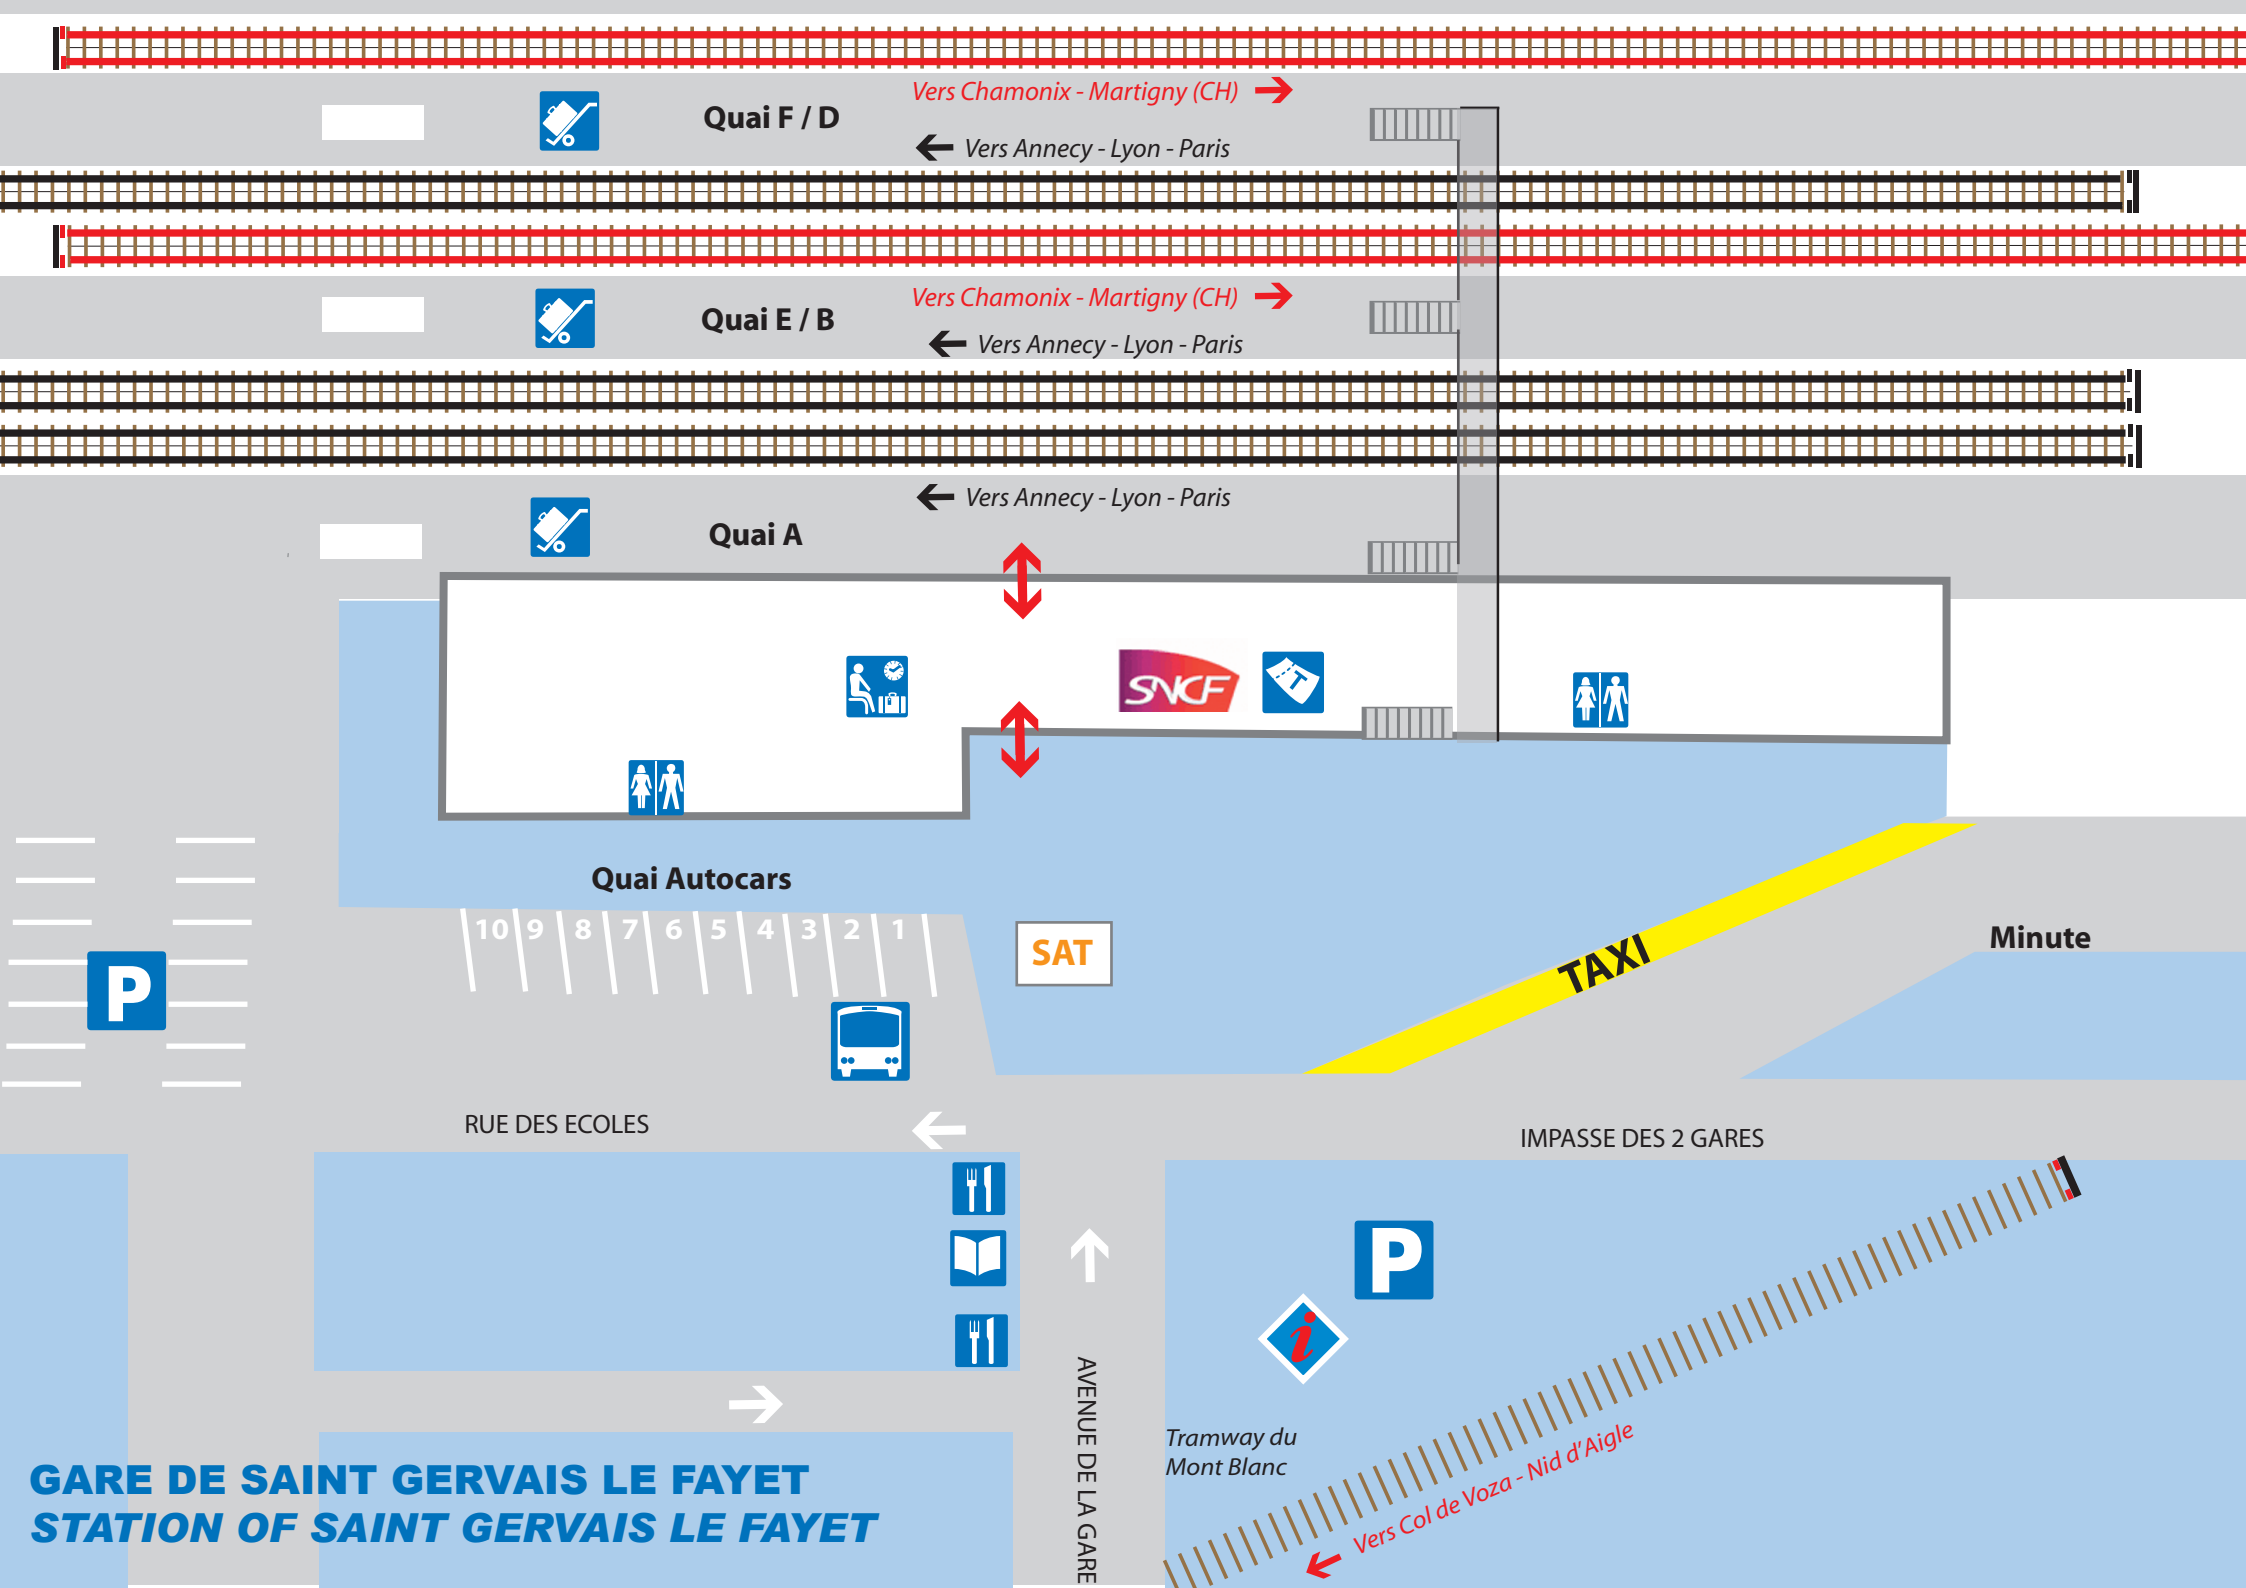 Vers Chamonix - Martigny (CH)
Quai F / D
Vers Annecy - Lyon - Paris
Vers Chamonix - Martigny (CH)
Quai E / B
Vers Annecy - Lyon - Paris
Vers Annecy - Lyon - Paris
Quai A
SNCF
T
Quai Autocars
10 9 8 7 6 5 4 3 2 1
SAT
TAXI
Minute
P
RUE DES ECOLES
IMPASSE DES 2 GARES
P
i
AVENUE DE LA GARE
Tramway du
Mont Blanc
Vers Col de Voza - Nid d'Aigle
GARE DE SAINT GERVAIS LE FAYET
STATION OF SAINT GERVAIS LE FAYET